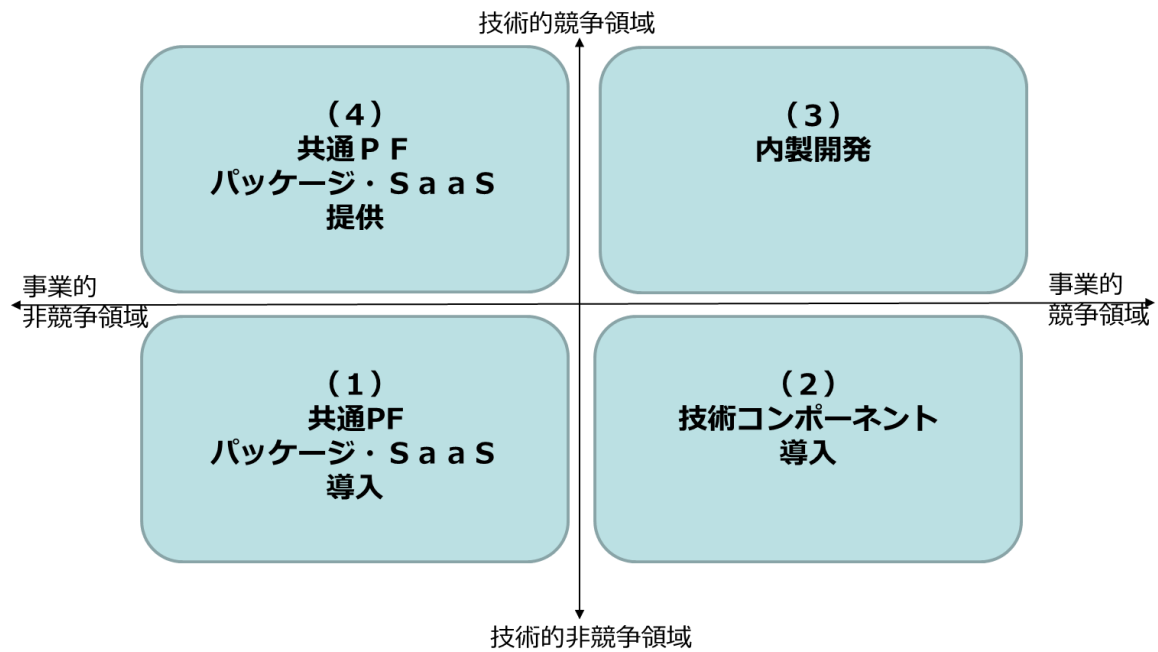 技術的競争領域
（４）
共通ＰＦ
パッケージ・ＳａａＳ
提供
（３）
内製開発
事業的
非競争領域
事業的
競争領域
（１）
共通PF
パッケージ・ＳａａＳ
導入
（２）
技術コンポーネント
導入
技術的非競争領域